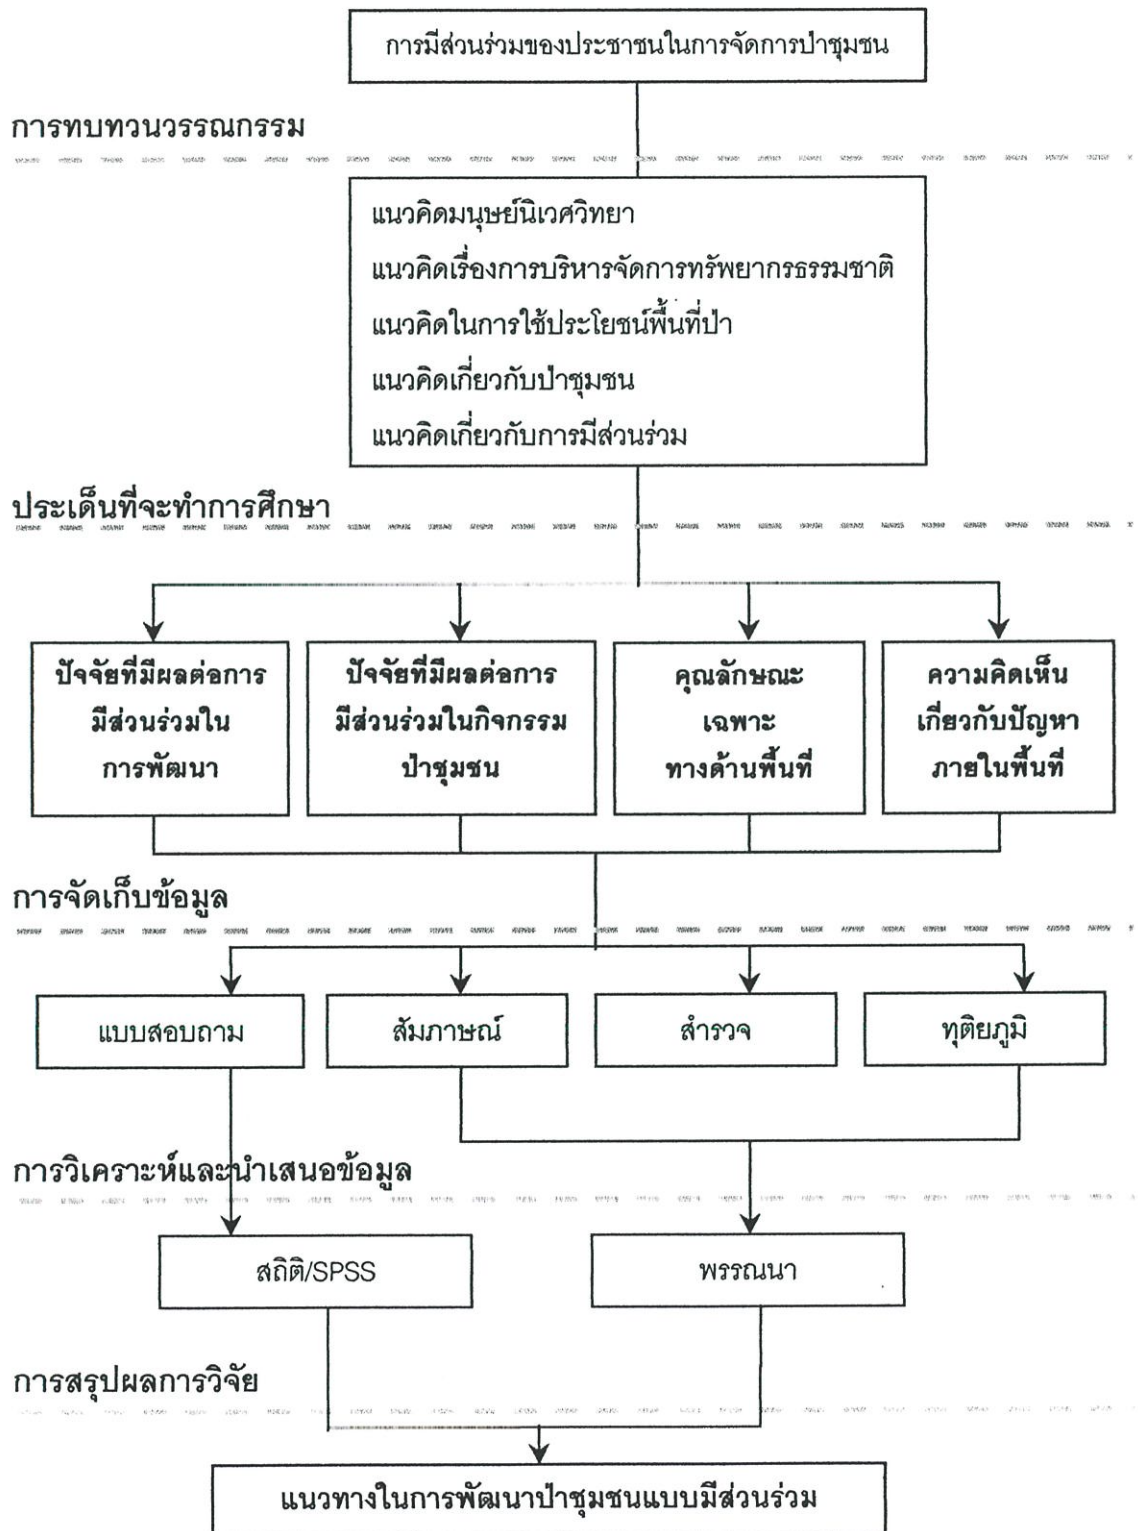 การมีส่วนร่วมของประชาชนในการจัดการป่าชุมชน
การทบทวนวรรณกรรม
แนวคิดมนุษย์นิเวศวิทยา
แนวคิดเรื่องการบริหารจัดการทรัพยากรธรรมชาติ
แนวคิดในการใช้ประโยชน์พื้นที่ป่า
แนวคิดเกี่ยวกับป่าชุมชน
แนวคิดเกี่ยวกับการมีส่วนร่วม
ประเด็นที่จะทำการศึกษา
ปัจจัยที่มีผลต่อการ
มีส่วนร่วมใน
การพัฒนา
ปัจจัยที่มีผลต่อการ
มีส่วนร่วมในกิจกรรม
ป่าชุมชน
คุณลักษณะ
เฉพาะ
ทางด้านพื้นที่
ความคิดเห็น
เกี่ยวกับปัญหา
ภายในพื้นที่
การจัดเก็บข้อมูล
แบบสอบถาม
สัมภาษณ์
สำรวจ
ทุติยภูมิ
การวิเคราะห์และนำเสนอข้อมูล
สถิติ/SPSS
พรรณนา
การสรุปผลการวิจัย
แนวทางในการพัฒนาป่าชุมชนแบบมีส่วนร่วม